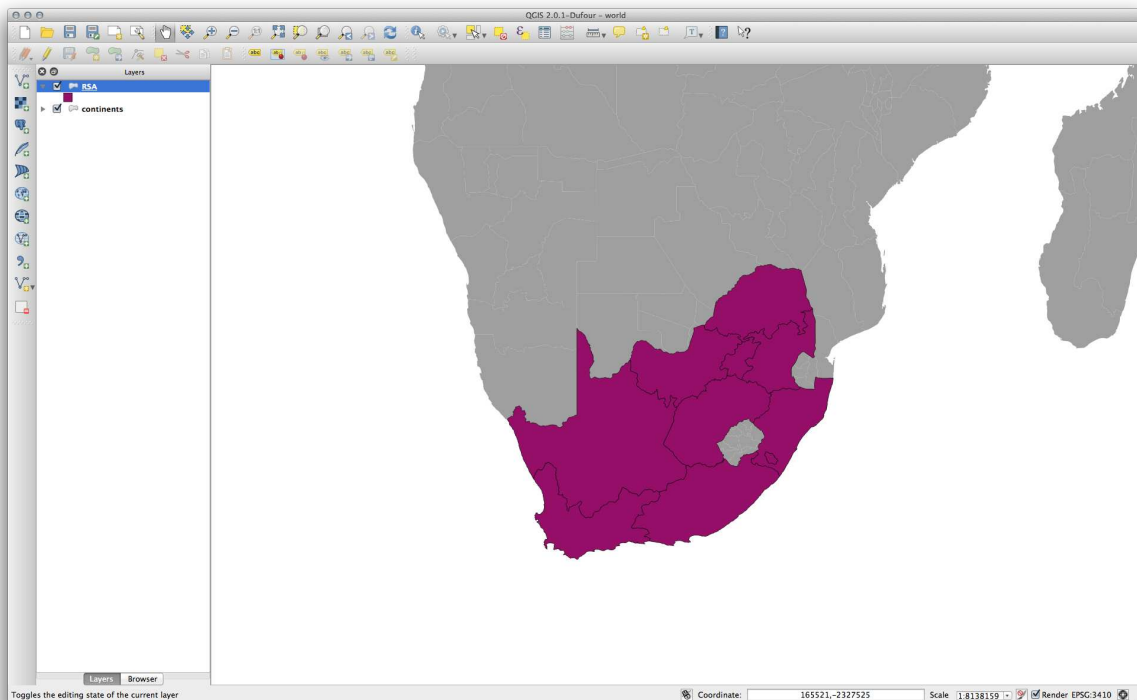 QGIS 2.0.1-Dufour – world
Layers
RSA
continents
Layers Browser
Toggles the editing state of the current layer
Coordinate: 165521,-2327525 Scale 1:8138159 Render EPSG:3410